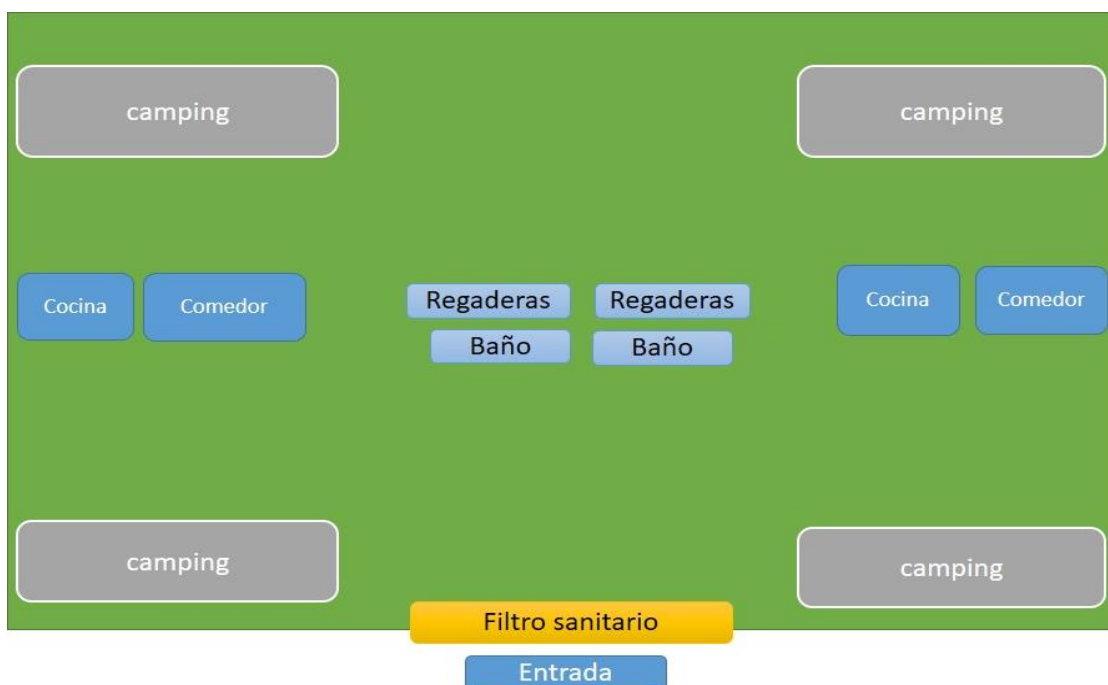 camping
camping
Cocina
Comedor
Regaderas
Regaderas
Cocina
Comedor
Baño
Baño
camping
camping
Filtro sanitario
Entrada